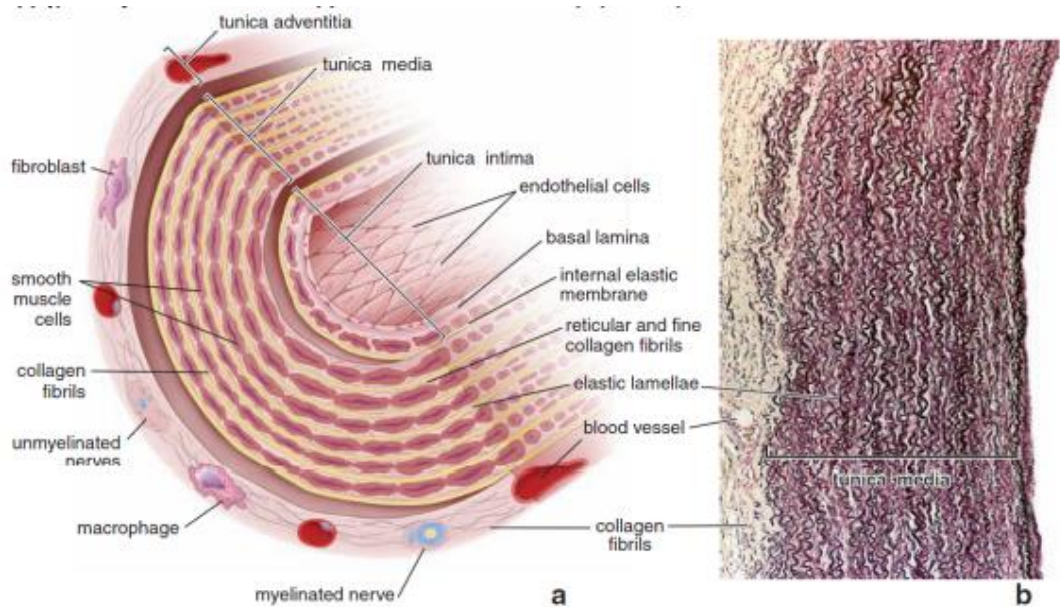 tunica adventitia
tunica media
tunica intima
endothelial cells
fibroblast
basal lamina
internal elastic
membrane
smooth
muscle
cells
reticular and fine
collagen fibrils
collagen
fibrils
elastic lamellae
blood vessel
unmyelinated
nerves
tunica media
macrophage
collagen
fibrils
myelinated nerve
a
b